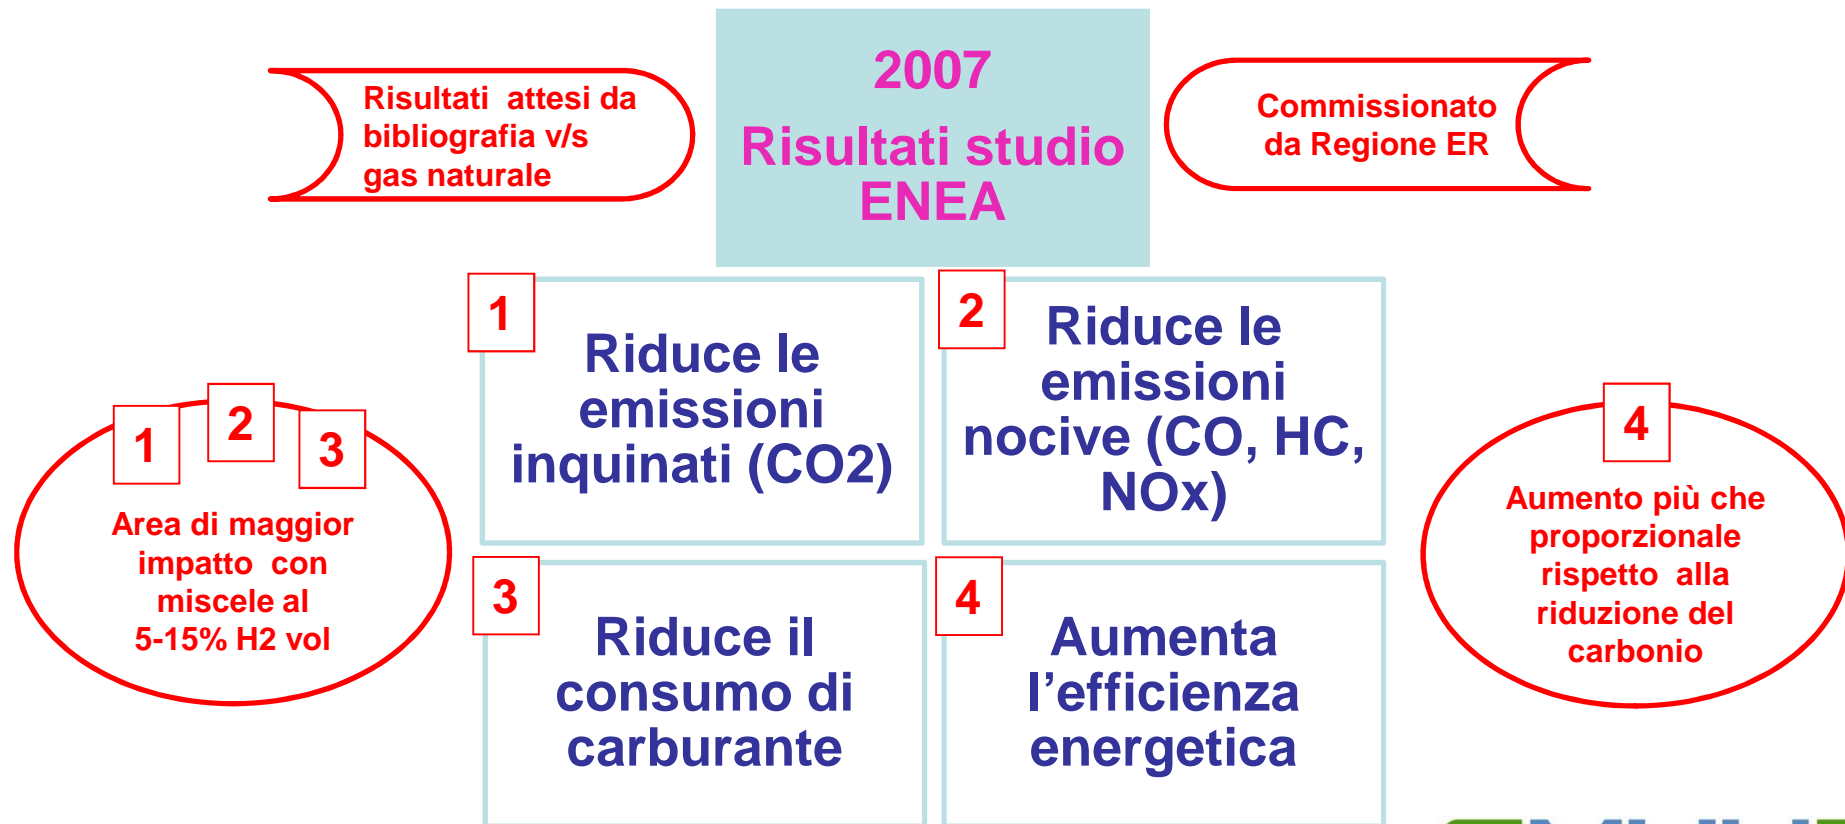 Risultati attesi da
bibliografia v/s
gas naturale
2007
Risultati studio
ENEA
Commissionato
da Regione ER
1
Riduce le
emissioni
inquinati (CO2)
2
Riduce le
emissioni
nocive (CO, HC,
NOx)
1
2
3
Area di maggior
impatto con
miscele al
5-15% H2 vol
4
Aumento più che
proporzionale
rispetto alla
riduzione del
carbonio
3
Riduce il
consumo di
carburante
4
Aumenta
l’efficienza
energetica